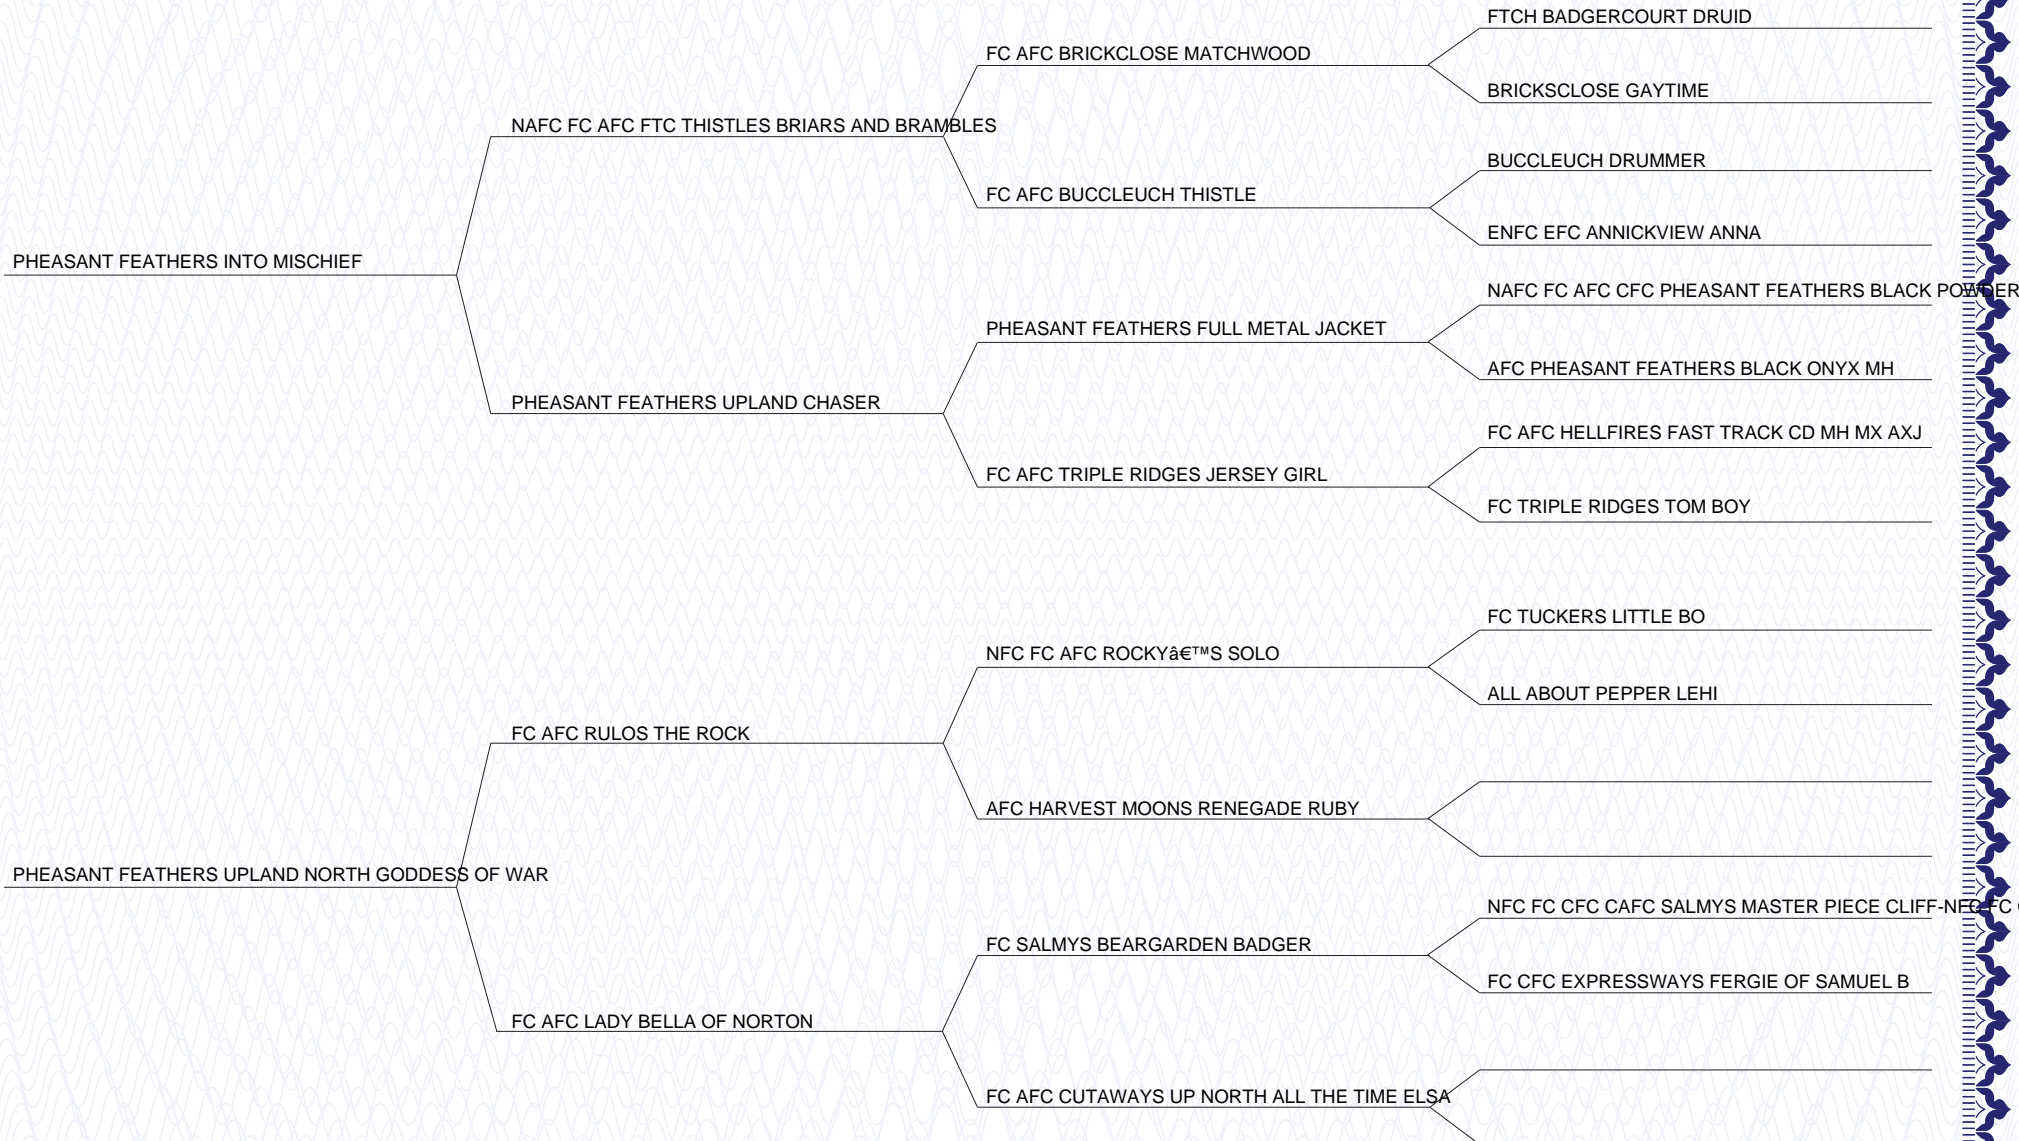 FTCH BADGERCOURT DRUID
FC AFC BRICKCLOSE MATCHWOOD
BRICKSCLOSE GAYTIME
NAFC FC AFC FTC THISTLES BRIARS AND BRAMBLES
BUCCLEUCH DRUMMER
FC AFC BUCCLEUCH THISTLE
ENFC EFC ANNICKVIEW ANNA
PHEASANT FEATHERS INTO MISCHIEF
NAFC FC AFC CFC PHEASANT FEATHERS BLACK POWDER
PHEASANT FEATHERS FULL METAL JACKET
AFC PHEASANT FEATHERS BLACK ONYX MH
PHEASANT FEATHERS UPLAND CHASER
FC AFC HELLFIRES FAST TRACK CD MH MX AXJ
FC AFC TRIPLE RIDGES JERSEY GIRL
FC TRIPLE RIDGES TOM BOY
FC TUCKERS LITTLE BO
NFC FC AFC ROCKYâ€™S SOLO
ALL ABOUT PEPPER LEHI
FC AFC RULOS THE ROCK
AFC HARVEST MOONS RENEGADE RUBY
PHEASANT FEATHERS UPLAND NORTH GODDESS OF WAR
NFC FC CFC CAFC SALMYS MASTER PIECE CLIFF-NFC FC
FC SALMYS BEARGARDEN BADGER
FC CFC EXPRESSWAYS FERGIE OF SAMUEL B
FC AFC LADY BELLA OF NORTON
FC AFC CUTAWAYS UP NORTH ALL THE TIME ELSA